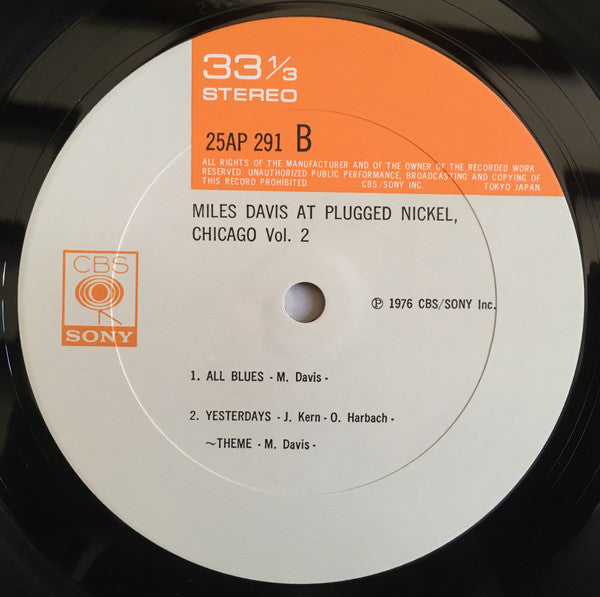 33 1/3
STEREO
25AP 291 B
ALL RIGHTS OF THE MANUFACTURER AND OF THE OWNER OF THE RECORDED WORK
RESERVED. UNAUTHORIZED PUBLIC PERFORMANCE, BROADCASTING AND COPYING OF
THIS RECORD PROHIBITED. CBS/SONY INC. TOKYO JAPAN
MILES DAVIS AT PLUGGED NICKEL,
CHICAGO Vol. 2
CBS
SONY
℗ 1976 CBS/SONY Inc.
1. ALL BLUES - M. Davis -
2. YESTERDAYS - J. Kern - O. Harbach -
～THEME - M. Davis -